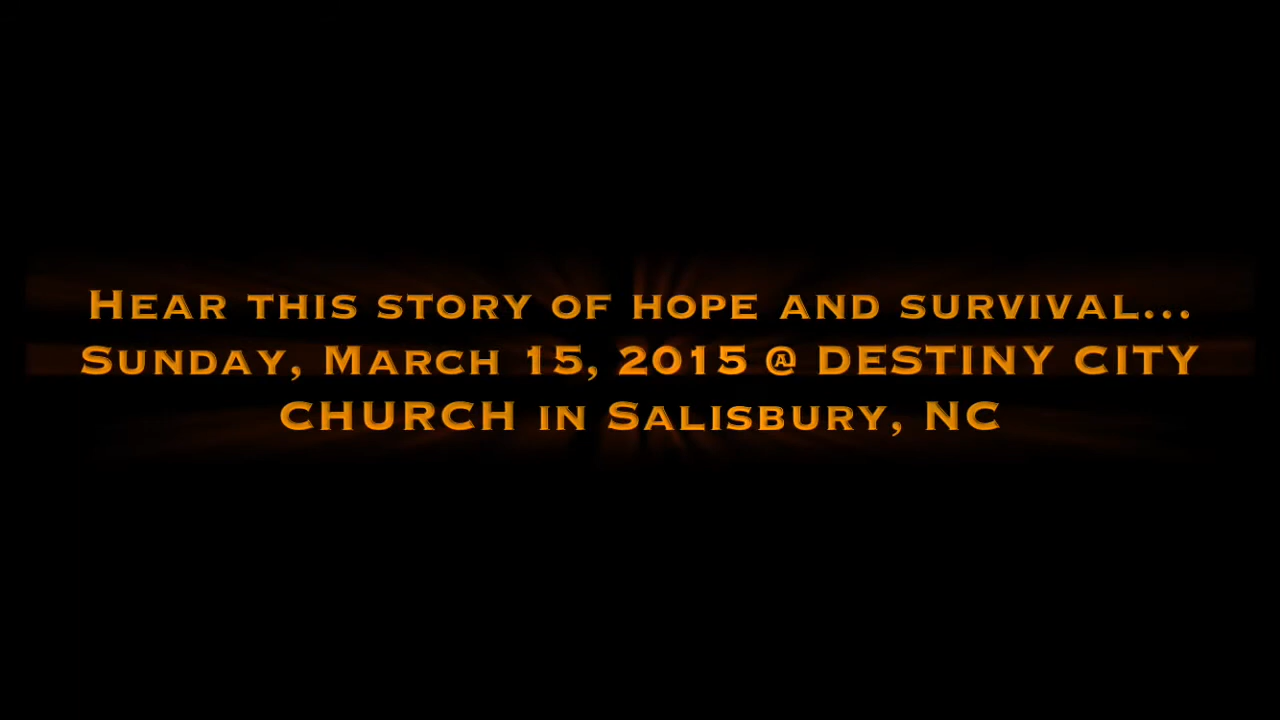 Hear this story of hope and survival...
Sunday, March 15, 2015 @ DESTINY CITY
CHURCH in Salisbury, NC